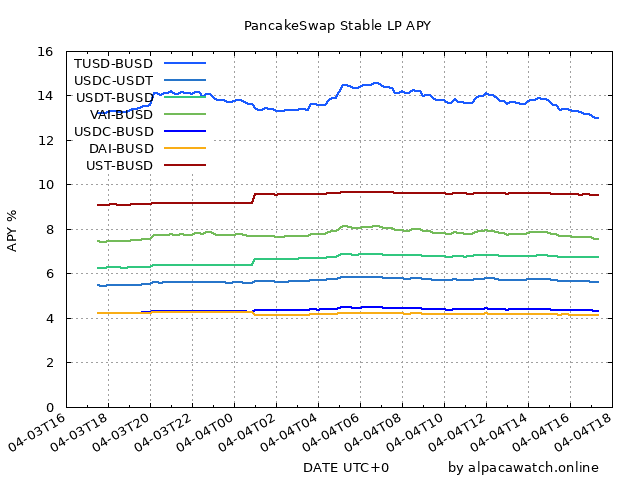 PancakeSwap Stable LP APY
16
14
12
10
8
6
4
2
0
APY %
TUSD-BUSD
USDC-USDT
USDT-BUSD
VAI-BUSD
USDC-BUSD
DAI-BUSD
UST-BUSD
04-03T16
04-03T18
04-03T20
04-03T22
04-04T00
04-04T02
04-04T04
04-04T06
04-04T08
04-04T10
04-04T12
04-04T14
04-04T16
04-04T18
DATE UTC+0
by alpacawatch.online